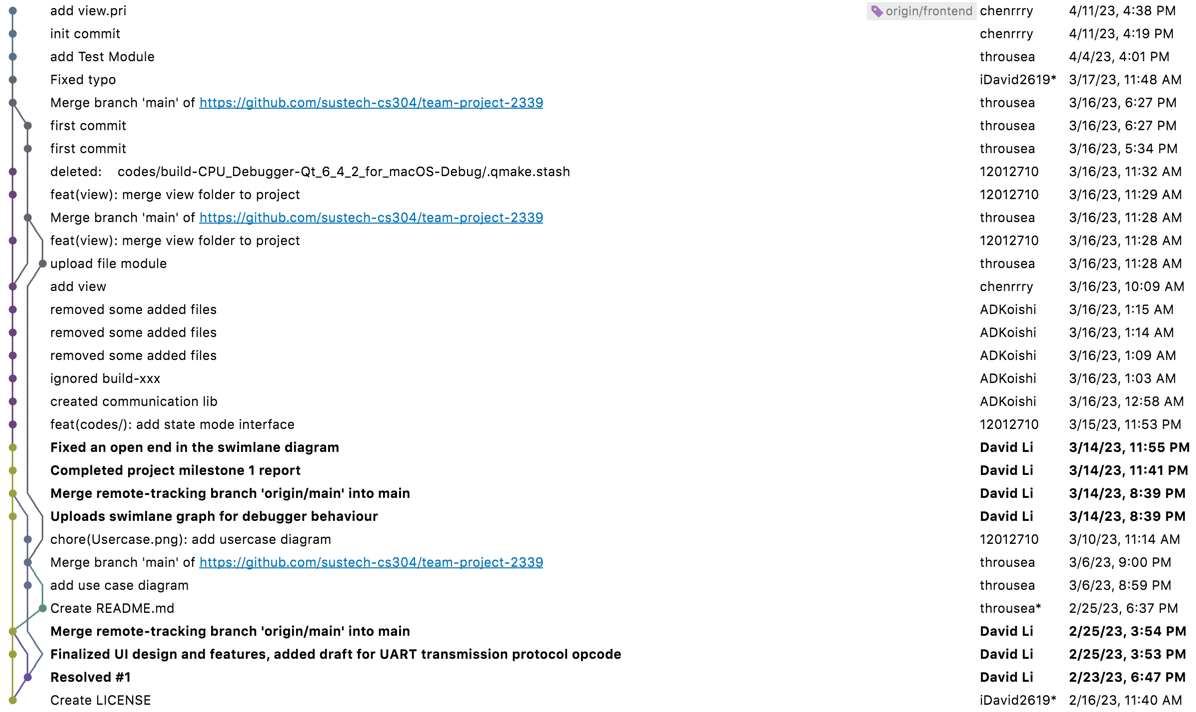 add view.pri origin/frontend chenrrry 4/11/23, 4:38 PM
init commit chenrrry 4/11/23, 4:19 PM
add Test Module throusea 4/4/23, 4:01 PM
Fixed typo iDavid2619* 3/17/23, 11:48 AM
Merge branch 'main' of https://github.com/sustech-cs304/team-project-2339 throusea 3/16/23, 6:27 PM
first commit throusea 3/16/23, 6:27 PM
first commit throusea 3/16/23, 5:34 PM
deleted: codes/build-CPU_Debugger-Qt_6_4_2_for_macOS-Debug/.qmake.stash 12012710 3/16/23, 11:32 AM
feat(view): merge view folder to project 12012710 3/16/23, 11:29 AM
Merge branch 'main' of https://github.com/sustech-cs304/team-project-2339 throusea 3/16/23, 11:28 AM
feat(view): merge view folder to project 12012710 3/16/23, 11:28 AM
upload file module throusea 3/16/23, 11:28 AM
add view chenrrry 3/16/23, 10:09 AM
removed some added files ADKoishi 3/16/23, 1:15 AM
removed some added files ADKoishi 3/16/23, 1:14 AM
removed some added files ADKoishi 3/16/23, 1:09 AM
ignored build-xxx ADKoishi 3/16/23, 1:03 AM
created communication lib ADKoishi 3/16/23, 12:58 AM
feat(codes/): add state mode interface 12012710 3/15/23, 11:53 PM
Fixed an open end in the swimlane diagram David Li 3/14/23, 11:55 PM
Completed project milestone 1 report David Li 3/14/23, 11:41 PM
Merge remote-tracking branch 'origin/main' into main David Li 3/14/23, 8:39 PM
Uploads swimlane graph for debugger behaviour David Li 3/14/23, 8:39 PM
chore(Usercase.png): add usercase diagram 12012710 3/10/23, 11:14 AM
Merge branch 'main' of https://github.com/sustech-cs304/team-project-2339 throusea 3/6/23, 9:00 PM
add use case diagram throusea 3/6/23, 8:59 PM
Create README.md throusea* 2/25/23, 6:37 PM
Merge remote-tracking branch 'origin/main' into main David Li 2/25/23, 3:54 PM
Finalized UI design and features, added draft for UART transmission protocol opcode David Li 2/25/23, 3:53 PM
Resolved #1 David Li 2/23/23, 6:47 PM
Create LICENSE iDavid2619* 2/16/23, 11:40 AM